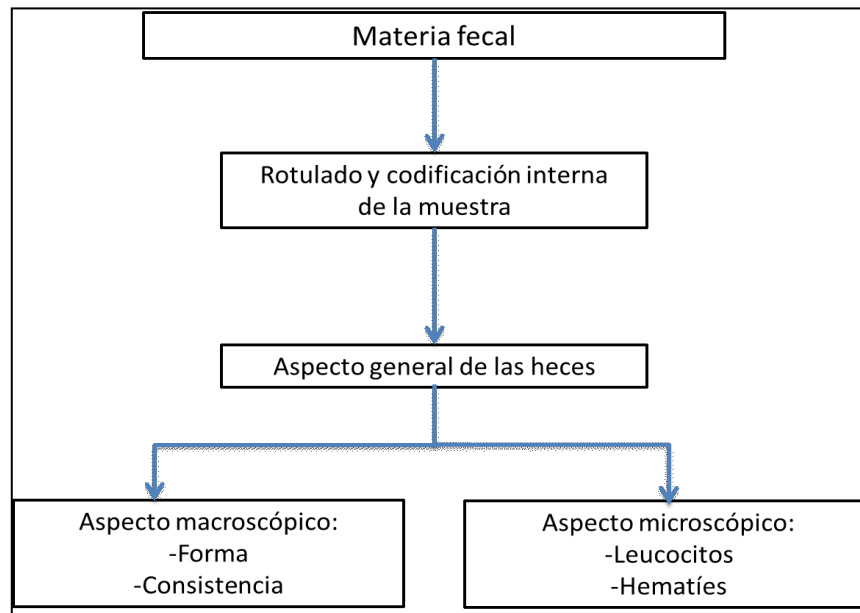 Materia fecal
Rotulado y codificación interna
de la muestra
Aspecto general de las heces
Aspecto macroscópico:
-Forma
-Consistencia
Aspecto microscópico:
-Leucocitos
-Hematíes